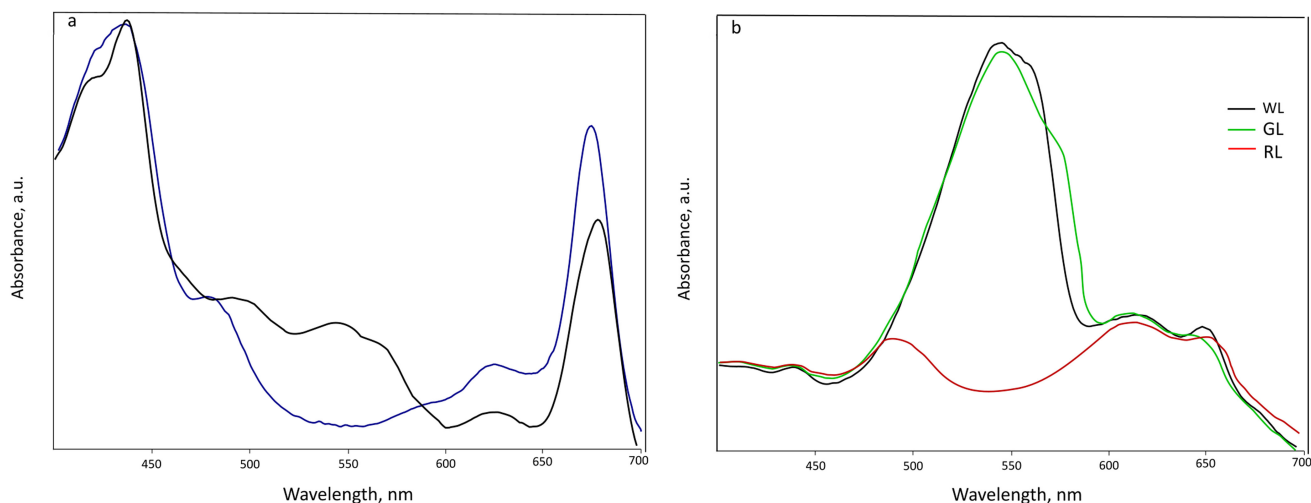 a
Absorbance, a.u.
450 500 550 600 650 700
Wavelength, nm
b
WL
GL
RL
Absorbance, a.u.
450 500 550 600 650 700
Wavelength, nm